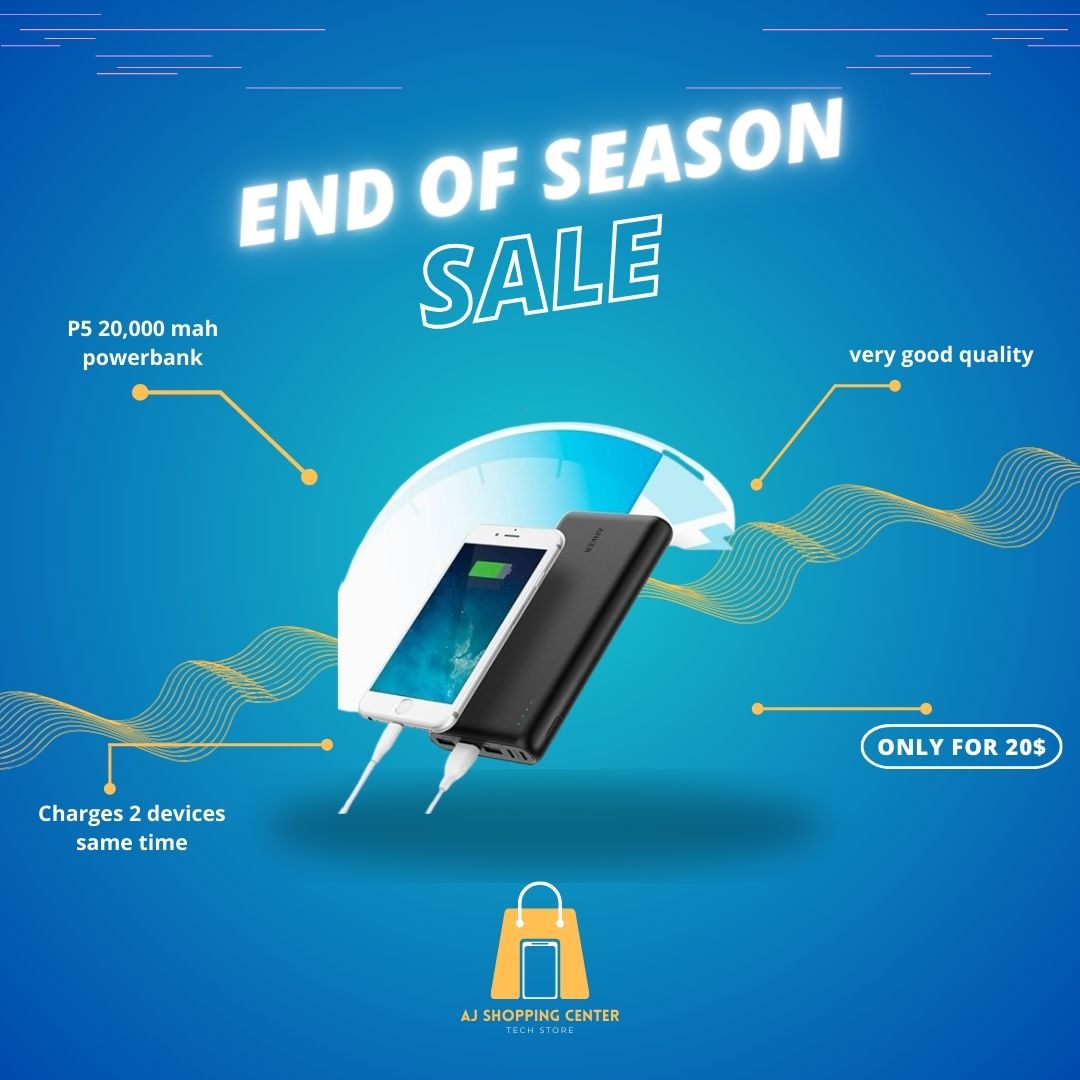 END OF SEASON
SALE
P5 20,000 mah
powerbank
very good quality
ANKER
ONLY FOR 20$
Charges 2 devices
same time
AJ SHOPPING CENTER
TECH STORE